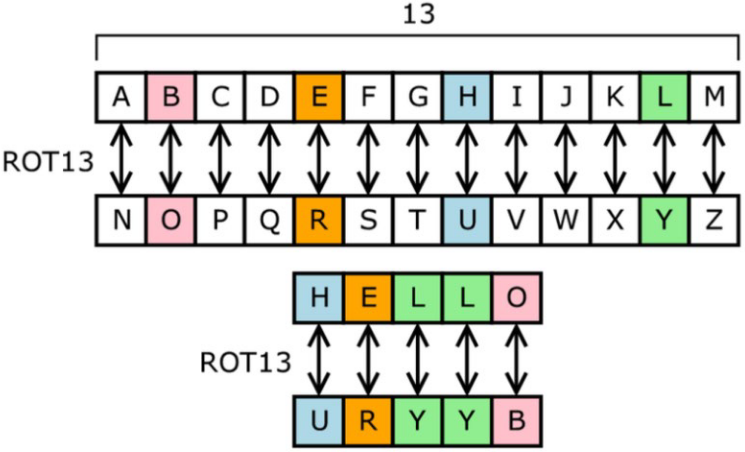 13
A B C D E F G H I J K L M
ROT13
N O P Q R S T U V W X Y Z
H E L L O
ROT13
U R Y Y B